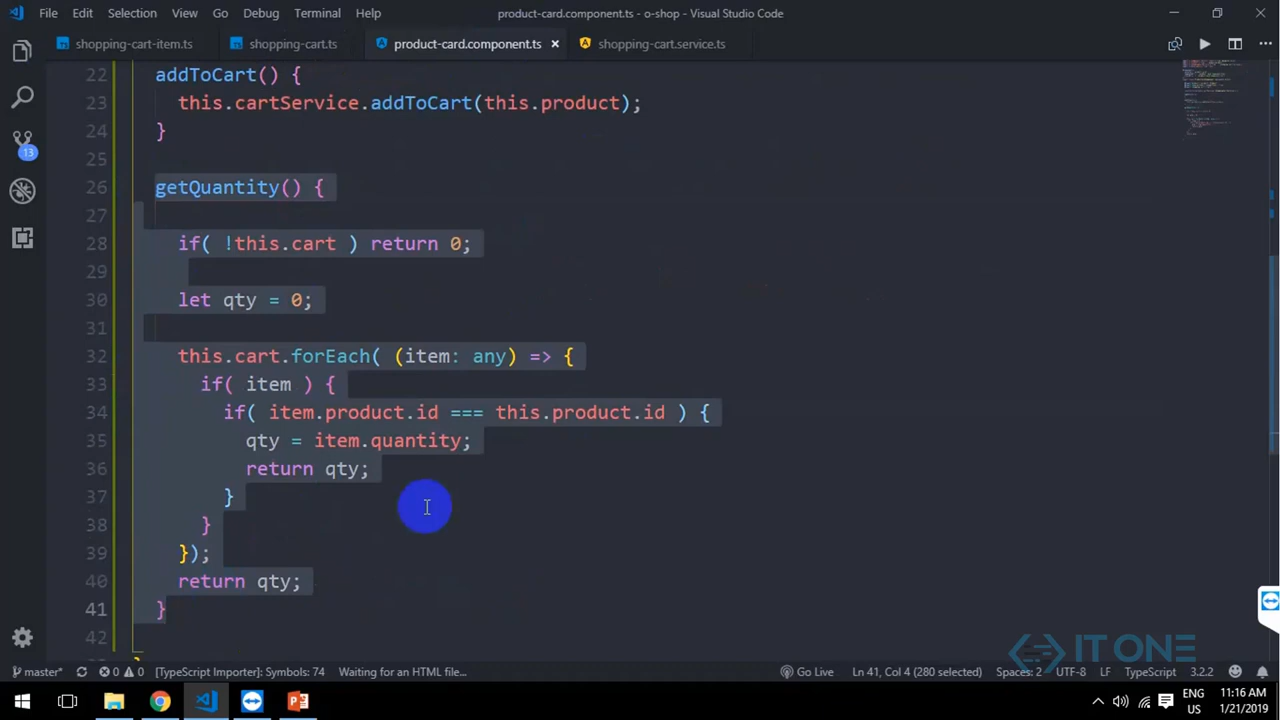 File Edit Selection View Go Debug Terminal Help product-card.component.ts - o-shop - Visual Studio Code
shopping-cart-item.ts shopping-cart.ts product-card.component.ts shopping-cart.service.ts
22 addToCart() {
23 this.cartService.addToCart(this.product);
24 }
25
26 getQuantity() {
27
28 if( !this.cart ) return 0;
29
30 let qty = 0;
31
32 this.cart.forEach( (item: any) => {
33 if( item ) {
34 if( item.product.id === this.product.id ) {
35 qty = item.quantity;
36 return qty;
37 }
38 }
39 });
40 return qty;
41 }
42
13
IT ONE
master* 0 0 [TypeScript Importer]: Symbols: 74 Waiting for an HTML file... Go Live Ln 41, Col 4 (280 selected) Spaces: 2 UTF-8 LF TypeScript 3.2.2
ENG 11:16 AM
US 1/21/2019